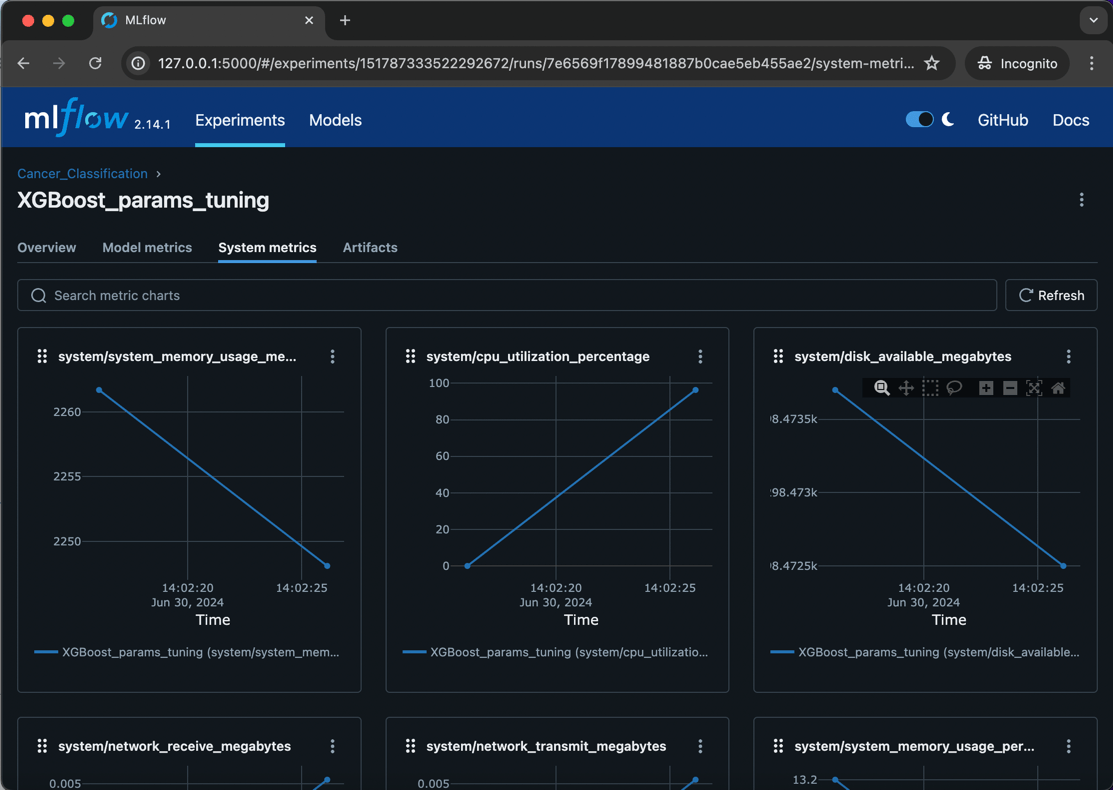 MLflow
127.0.0.1:5000/#/experiments/151787333522292672/runs/7e6569f17899481887b0cae5eb455ae2/system-metri...
Incognito
mlflow 2.14.1
Experiments
Models
GitHub
Docs
Cancer_Classification
XGBoost_params_tuning
Overview
Model metrics
System metrics
Artifacts
Search metric charts
Refresh
system/system_memory_usage_me...
2260
2255
2250
14:02:20
Jun 30, 2024
14:02:25
Time
XGBoost_params_tuning (system/system_mem...
system/cpu_utilization_percentage
100
80
60
40
20
0
14:02:20
Jun 30, 2024
14:02:25
Time
XGBoost_params_tuning (system/cpu_utilizatio...
system/disk_available_megabytes
8.4735k
98.473k
8.4725k
14:02:20
Jun 30, 2024
14:02:25
Time
XGBoost_params_tuning (system/disk_available...
system/network_receive_megabytes
0.005
system/network_transmit_megabytes
0.005
system/system_memory_usage_per...
13.2